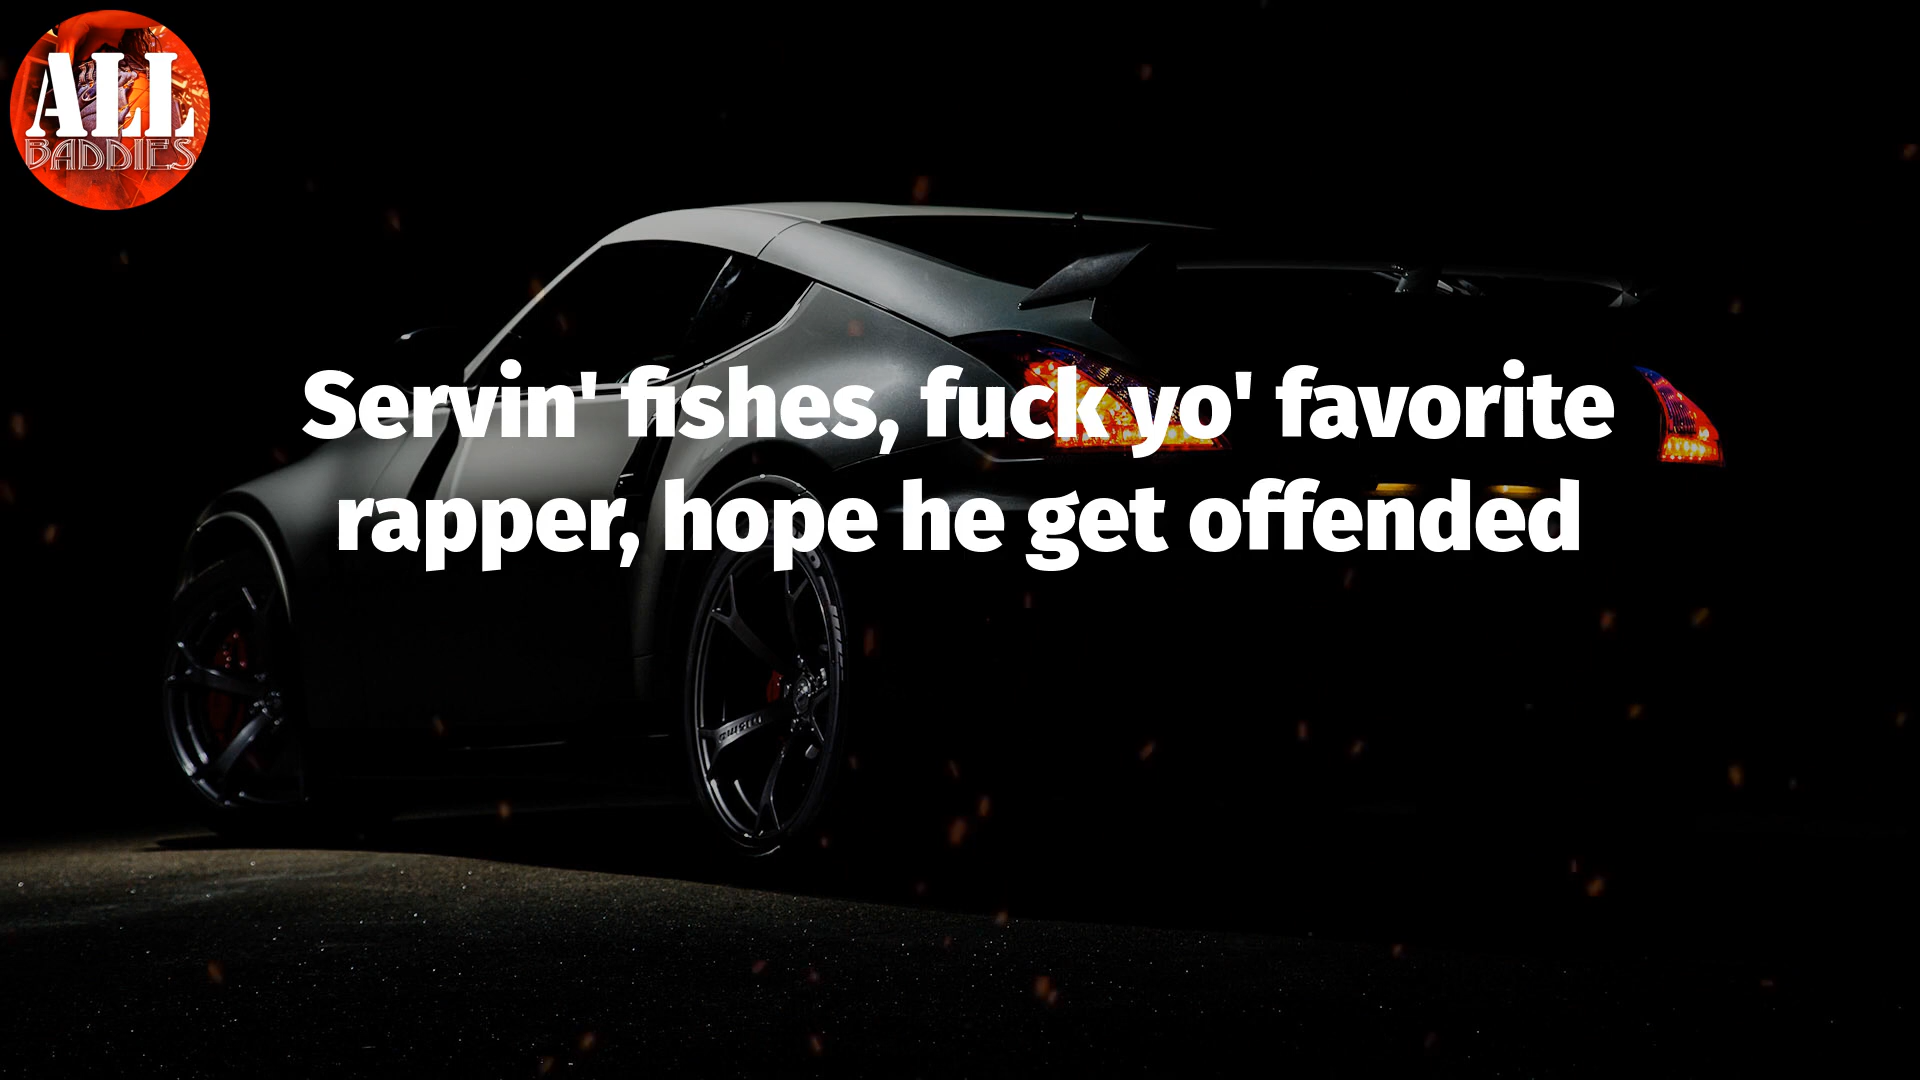 ALL
BADDIES
Servin' fishes, fuck yo' favorite
rapper, hope he get offended